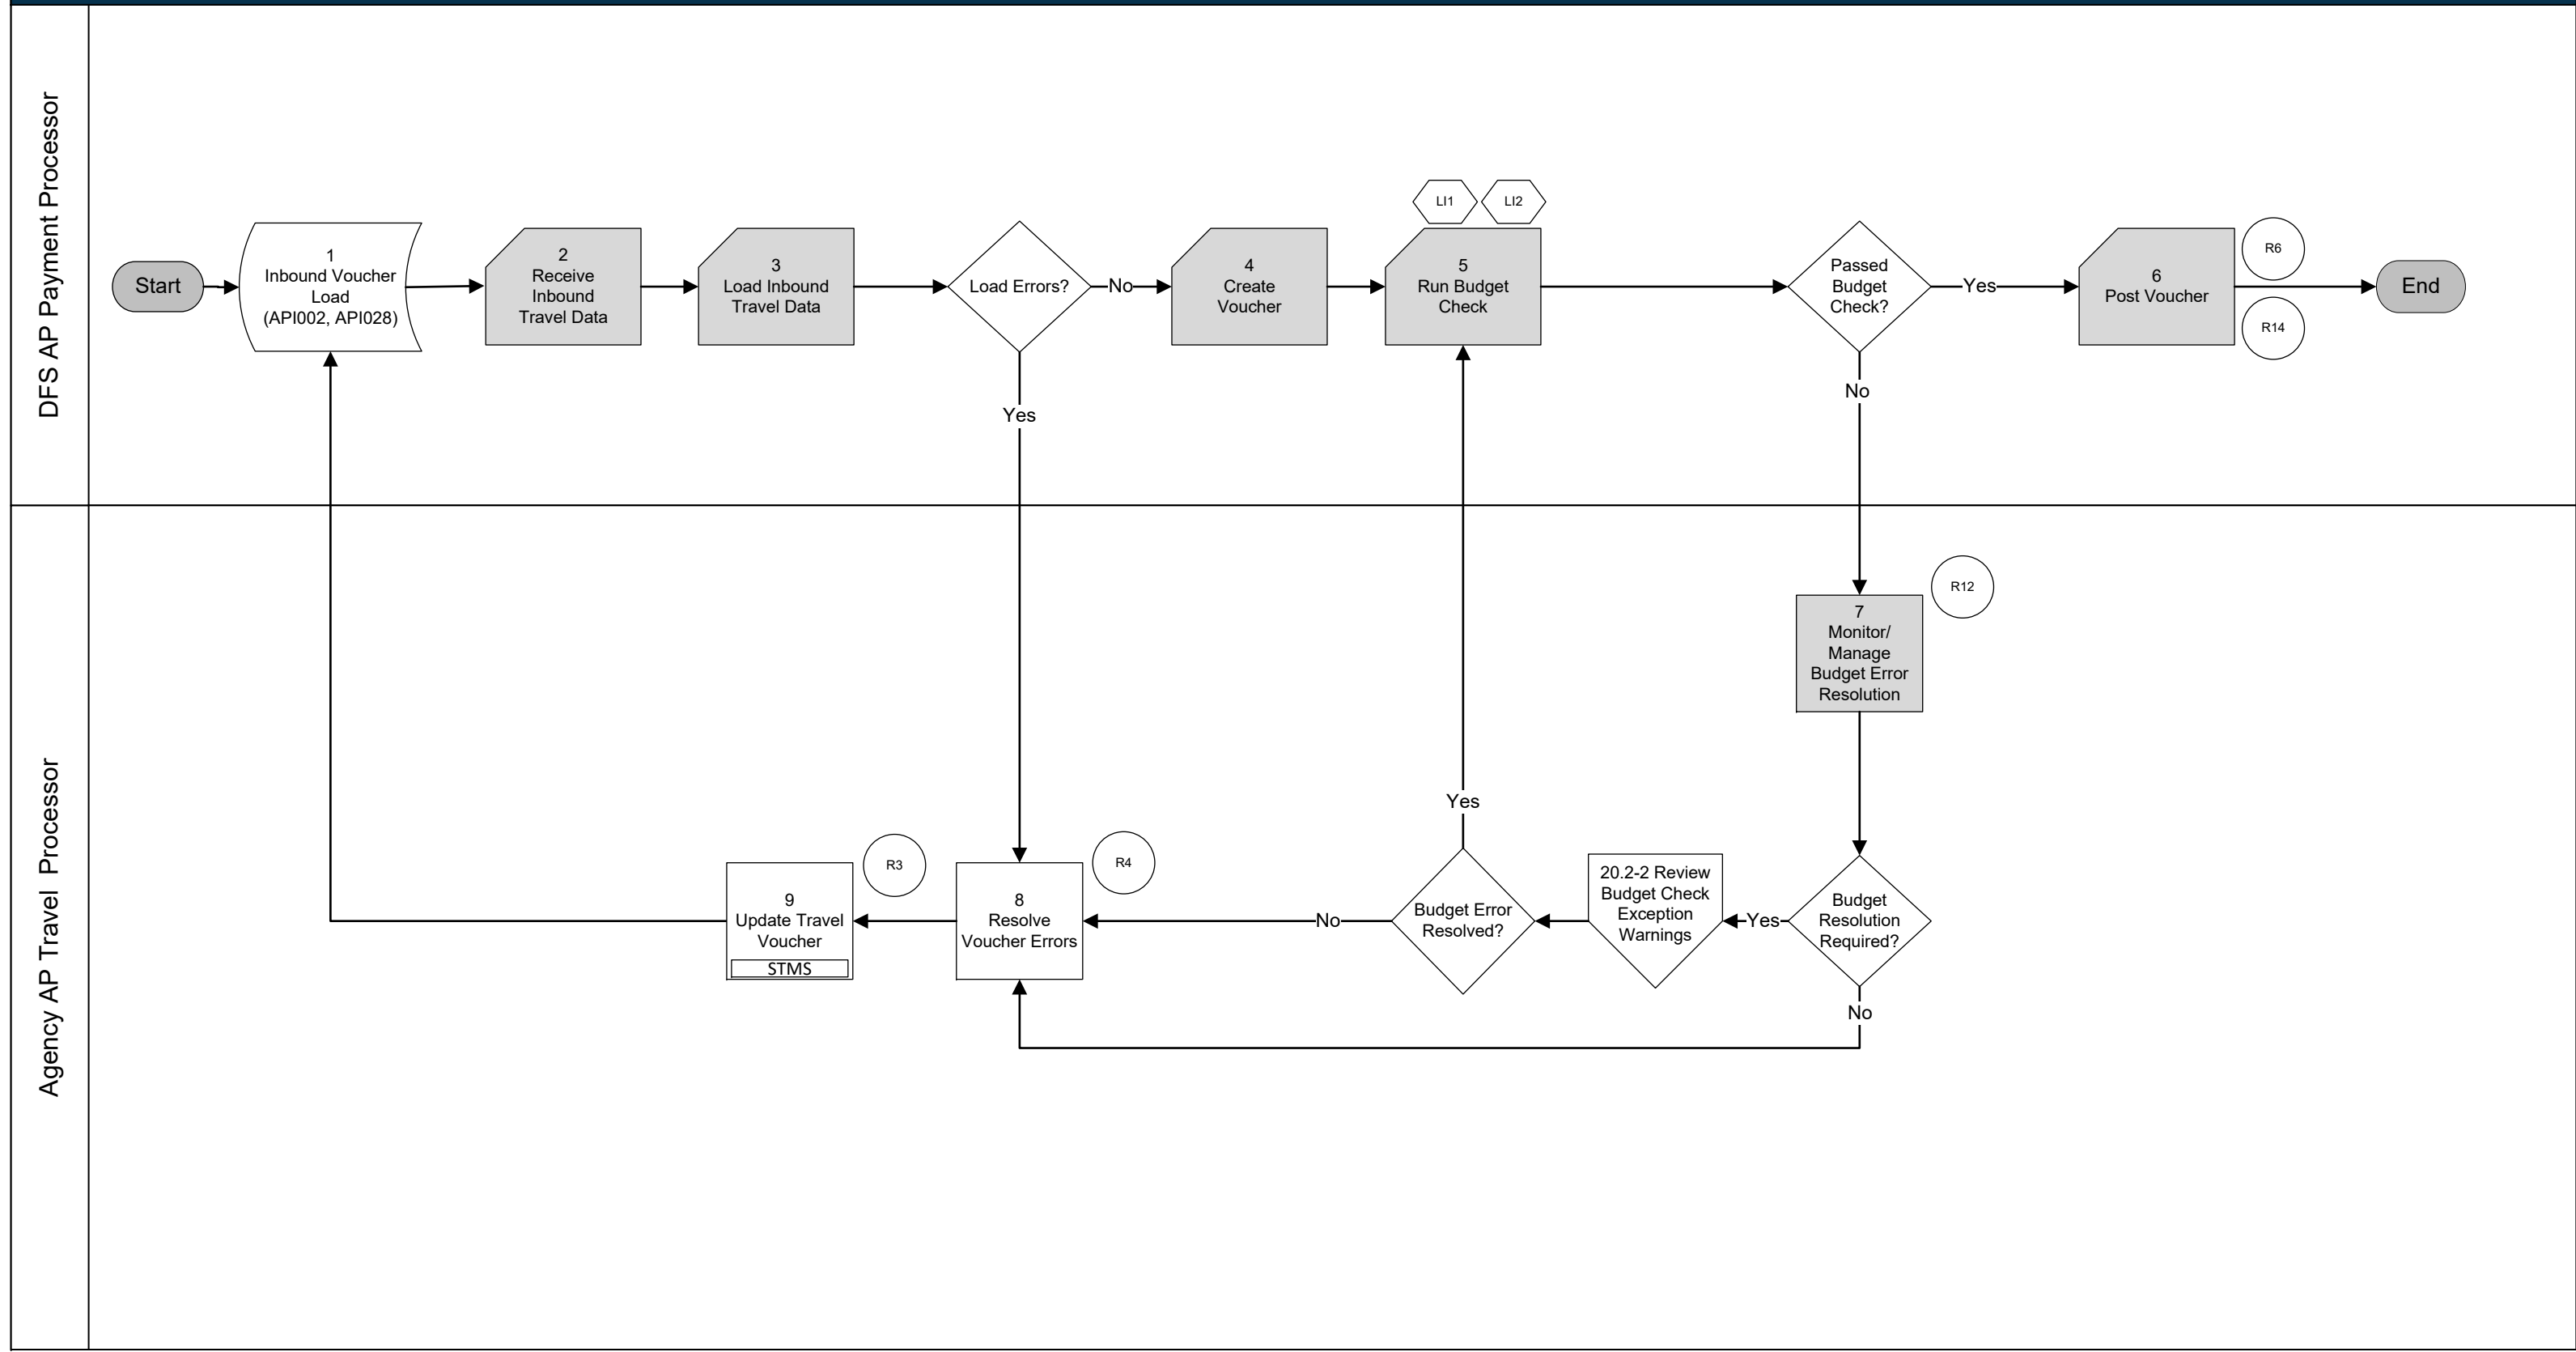 DFS AP Payment Processor
Start
1
Inbound Voucher
Load
(API002, API028)
2
Receive
Inbound
Travel Data
3
Load Inbound
Travel Data
Load Errors?
No
Yes
4
Create
Voucher
LI1
LI2
5
Run Budget
Check
Passed
Budget
Check?
Yes
No
6
Post Voucher
R6
R14
End
Agency AP Travel  Processor
R12
7
Monitor/
Manage
Budget Error
Resolution
Budget
Resolution
Required?
Yes
No
20.2-2 Review
Budget Check
Exception
Warnings
Budget Error
Resolved?
Yes
No
R4
8
Resolve
Voucher Errors
R3
9
Update Travel
Voucher
STMS